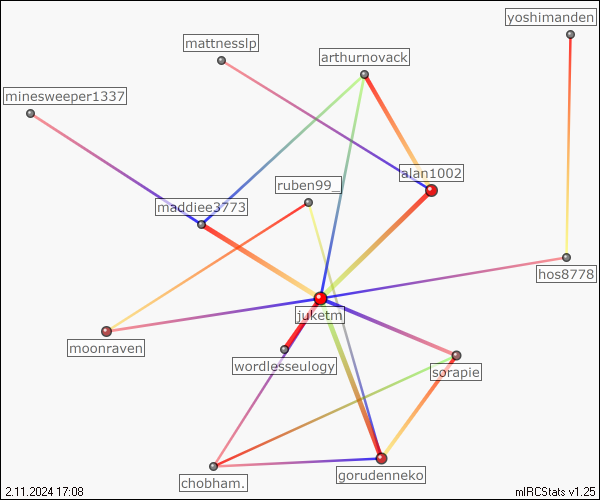 yoshimanden
mattnesslp
arthurnovack
minesweeper1337
alan1002
ruben99_
maddiee3773
hos8778
juketm
moonraven
wordlesseulogy
sorapie
gorudenneko
chobham.
2.11.2024 17:08
mIRCStats v1.25